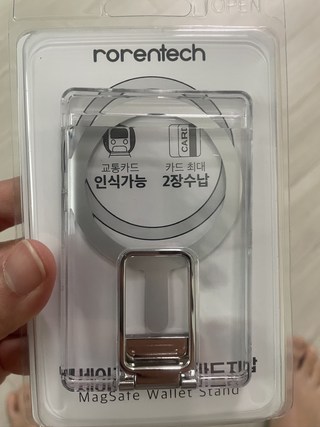 OPEN
rorentech
CARD
교통카드
인식가능
카드 최대
2장수납
MagSafe Wallet Stand